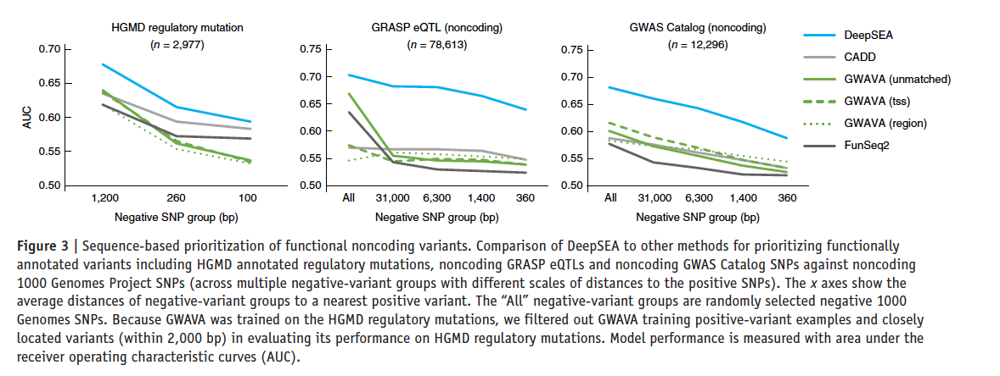 HGMD regulatory mutation
(n = 2,977)
GRASP eQTL (noncoding)
(n = 78,613)
GWAS Catalog (noncoding)
(n = 12,296)
AUC
0.70
0.65
0.60
0.55
0.50
1,200 260 100
Negative SNP group (bp)
0.75
0.70
0.65
0.60
0.55
0.50
All 31,000 6,300 1,400 360
Negative SNP group (bp)
0.75
0.70
0.65
0.60
0.55
0.50
All 31,000 6,300 1,400 360
Negative SNP group (bp)
DeepSEA
CADD
GWAVA (unmatched)
GWAVA (tss)
GWAVA (region)
FunSeq2
Figure 3 | Sequence-based prioritization of functional noncoding variants. Comparison of DeepSEA to other methods for prioritizing functionally
annotated variants including HGMD annotated regulatory mutations, noncoding GRASP eQTLs and noncoding GWAS Catalog SNPs against noncoding
1000 Genomes Project SNPs (across multiple negative-variant groups with different scales of distances to the positive SNPs). The x axes show the
average distances of negative-variant groups to a nearest positive variant. The “All” negative-variant groups are randomly selected negative 1000
Genomes SNPs. Because GWAVA was trained on the HGMD regulatory mutations, we filtered out GWAVA training positive-variant examples and closely
located variants (within 2,000 bp) in evaluating its performance on HGMD regulatory mutations. Model performance is measured with area under the
receiver operating characteristic curves (AUC).